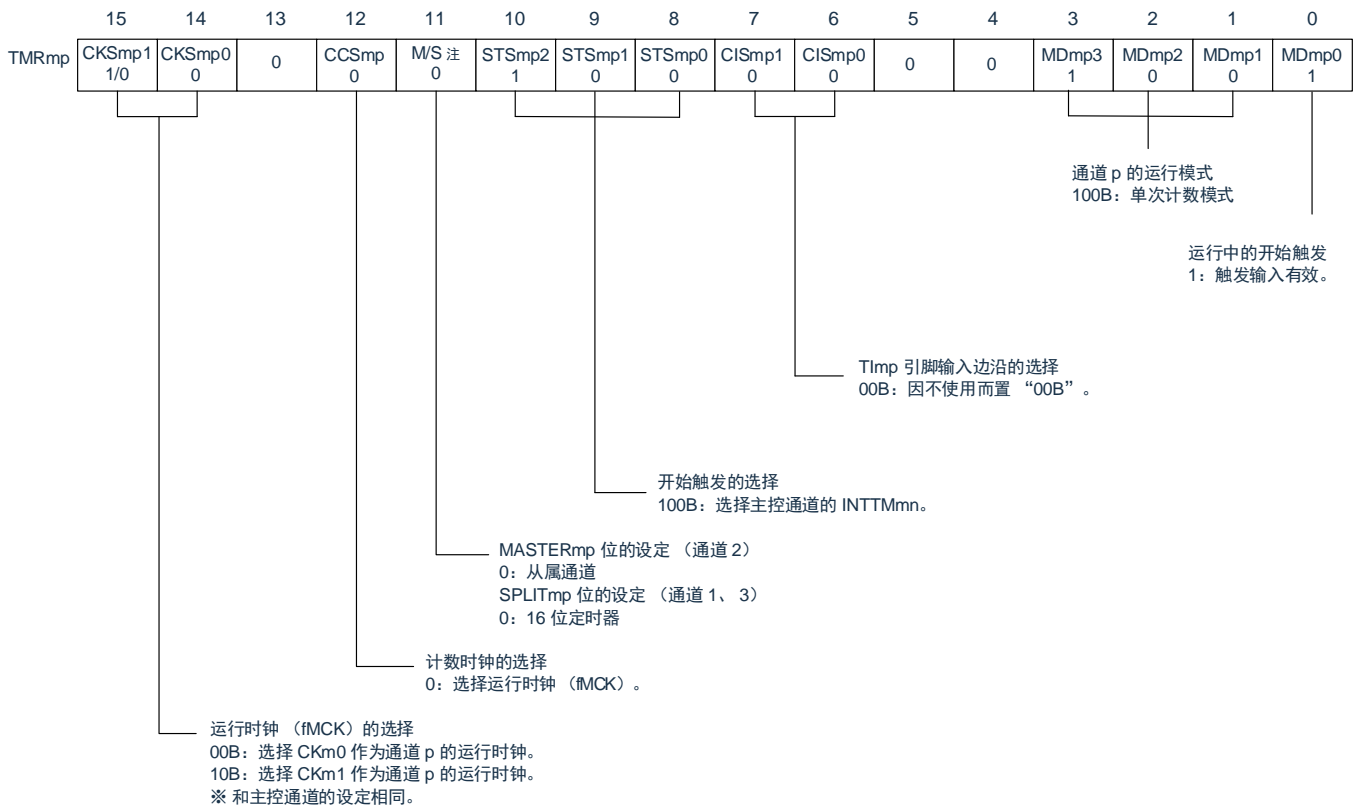 15 14 13 12 11 10 9 8 7 6 5 4 3 2 1 0
TMRmp CKSmp1 CKSmp0 0 CCSmp M/S 注 STSmp2 STSmp1 STSmp0 CISmp1 CISmp0 0 0 MDmp3 MDmp2 MDmp1 MDmp0
1/0 0 0 0 1 0 0 0 0 1 0 0 1
通道 p 的运行模式
100B：单次计数模式
运行中的开始触发
1：触发输入有效。
TImp 引脚输入边沿的选择
00B：因不使用而置 “00B”。
开始触发的选择
100B：选择主控通道的 INTTMmn。
MASTERmp 位的设定 （通道 2）
0：从属通道
SPLITmp 位的设定 （通道 1、 3）
0：16 位定时器
计数时钟的选择
0：选择运行时钟 （fMCK）。
运行时钟 （fMCK）的选择
00B：选择 CKm0 作为通道 p 的运行时钟。
10B：选择 CKm1 作为通道 p 的运行时钟。
※ 和主控通道的设定相同。